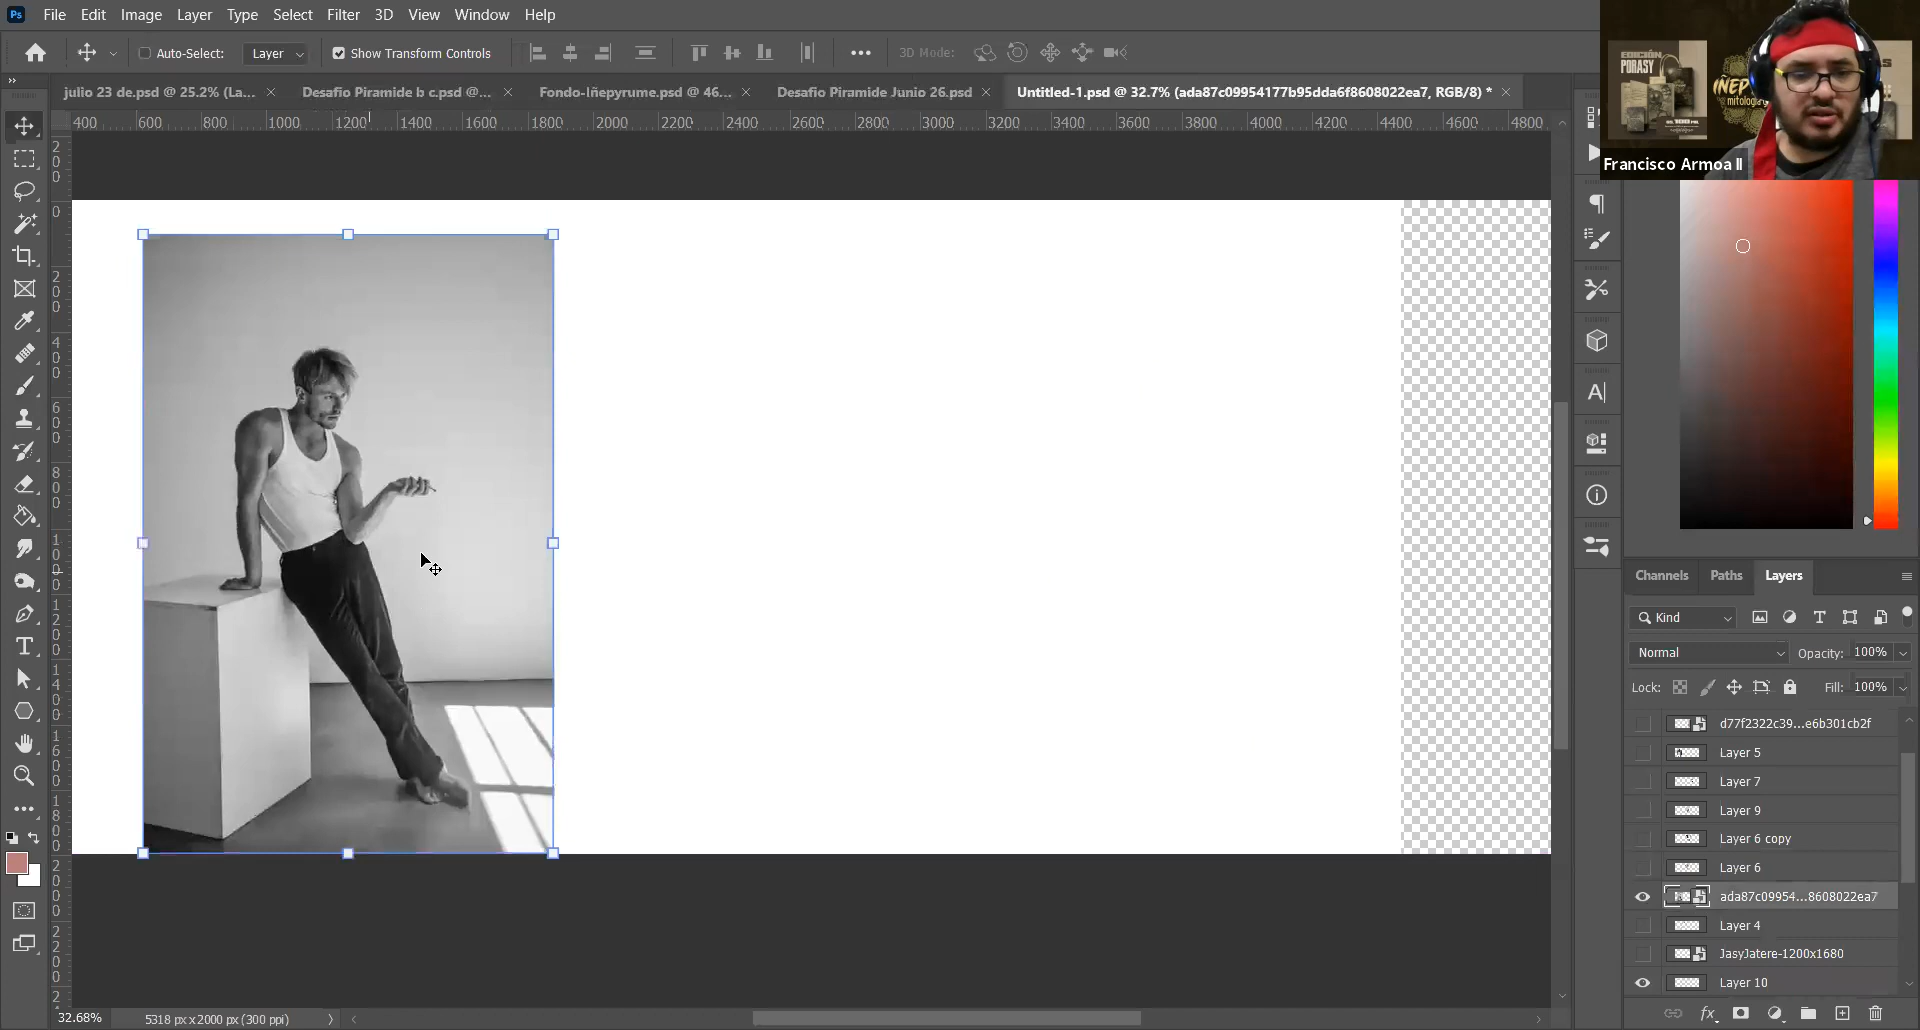 File Edit Image Layer Type Select Filter 3D View Window Help
Auto-Select: Layer Show Transform Controls 3D Mode:
julio 23 de.psd @ 25.2% (La... Desafio Piramide b c.psd @... Fondo-Iñepyrume.psd @ 46... Desafio Piramide Junio 26.psd Untitled-1.psd @ 32.7% (ada87c09954177b95dda6f8608022ea7, RGB/8) *
400 600 800 1000 1200 1400 1600 1800 2000 2200 2400 2600 2800 3000 3200 3400 3600 3800 4000 4200 4400 4600 4800
EDICIÓN
PORASY
Francisco Armoa II
Channels Paths Layers
Kind
Normal Opacity: 100%
Lock: Fill: 100%
d77f2322c39...e6b301cb2f
Layer 5
Layer 7
Layer 9
Layer 6 copy
Layer 6
ada87c09954...8608022ea7
Layer 4
JasyJatere-1200x1680
Layer 10
32.68% 5318 px x 2000 px (300 ppi)